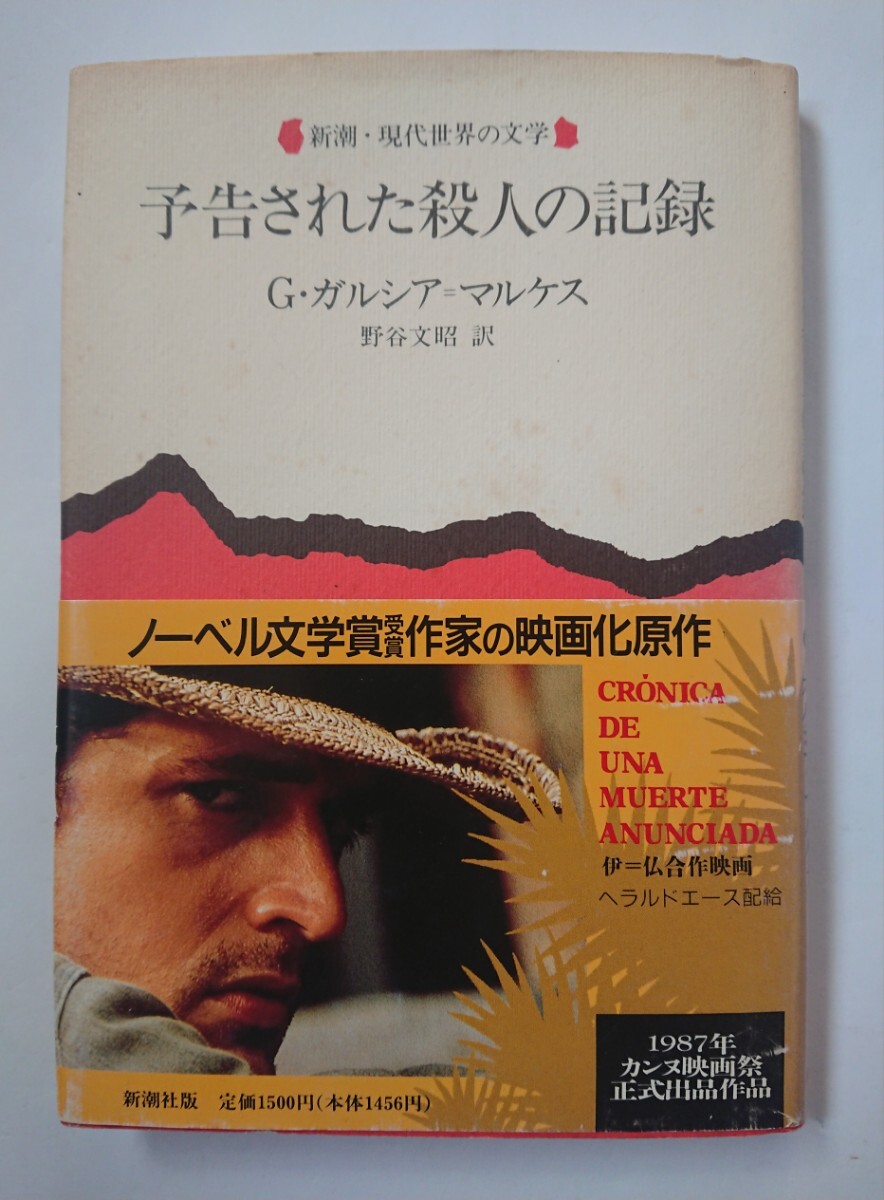 新潮・現代世界の文学
予告された殺人の記録
G・ガルシア=マルケス
野谷文昭 訳
ノーベル文学賞受賞作家の映画化原作
CRÓNICA
DE
UNA
MUERTE
ANUNCIADA
伊=仏合作映画
ヘラルドエース配給
1987年
カンヌ映画祭
正式出品作品
新潮社版 定価1500円(本体1456円)